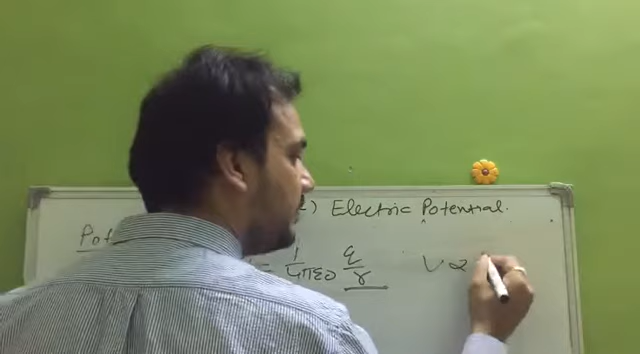 ) Electric Potential.
Pot
= 1/4πε0 q/r V ∝